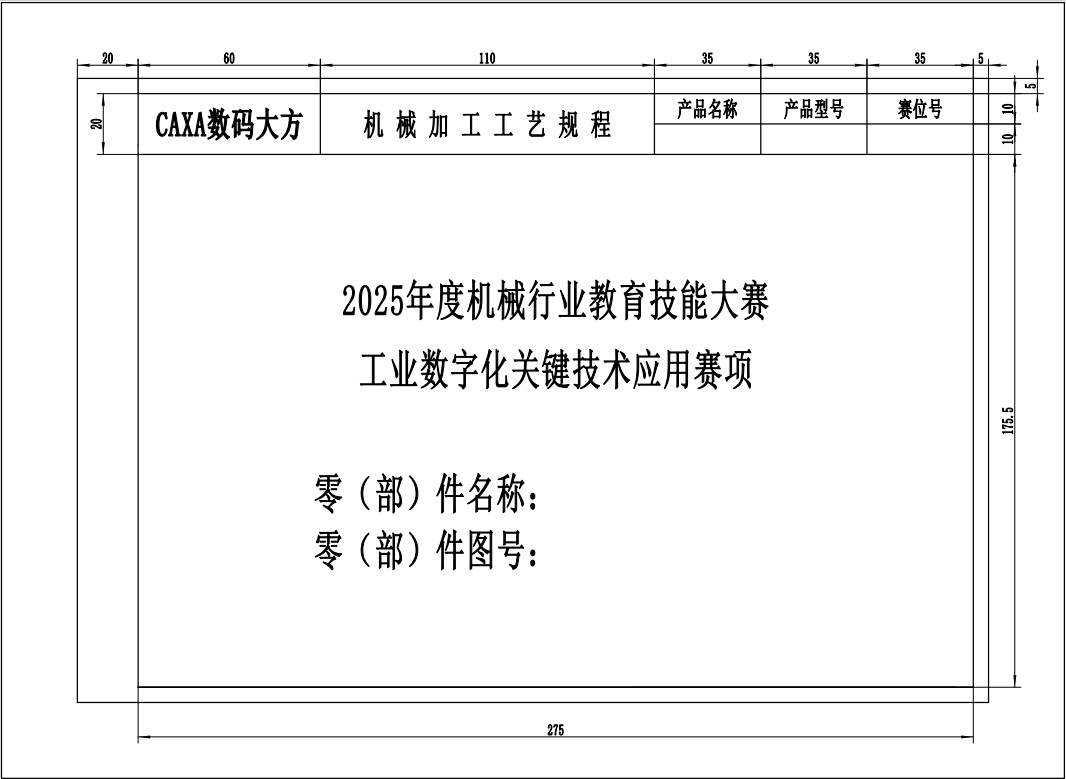 20 60 110 35 35 35 5
5
20 CAXA数码大方 机械加工工艺规程 产品名称 产品型号 赛位号 10
10
2025年度机械行业教育技能大赛
工业数字化关键技术应用赛项
175.5
零（部）件名称：
零（部）件图号：
275